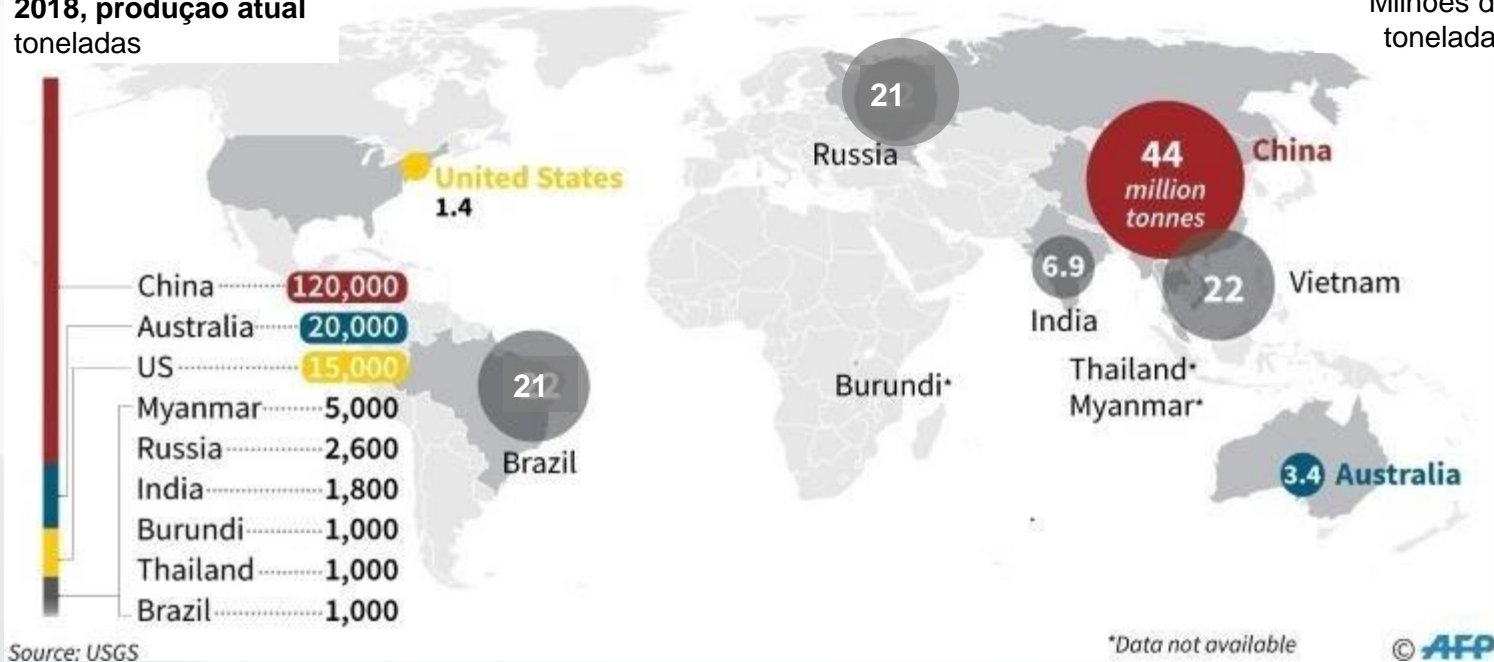 2018, produção atual
toneladas
Milhões d
tonelada
21
Russia
44
million
tonnes
China
United States
1.4
6.9
India
22
Vietnam
China 120,000
Australia 20,000
US 15,000
Myanmar 5,000
Russia 2,600
India 1,800
Burundi 1,000
Thailand 1,000
Brazil 1,000
21
Brazil
Burundi*
Thailand*
Myanmar*
3.4 Australia
Source: USGS
*Data not available
© AFP